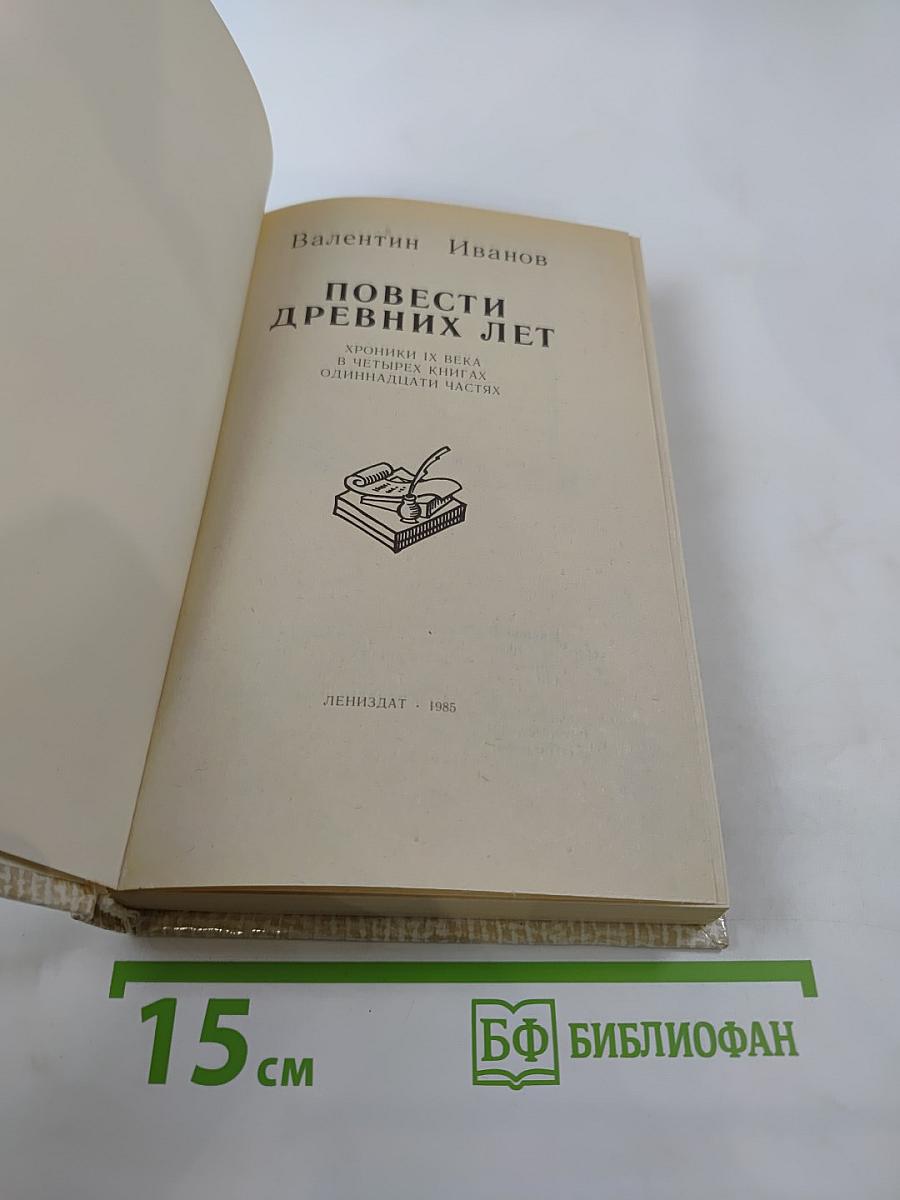 Валентин Иванов
ПОВЕСТИ
ДРЕВНИХ ЛЕТ
ХРОНИКИ IX ВЕКА
В ЧЕТЫРЕХ КНИГАХ
ОДИННАДЦАТИ ЧАСТЯХ
ЛЕНИЗДАТ · 1985
15 см
БФ БИБЛИОФАН